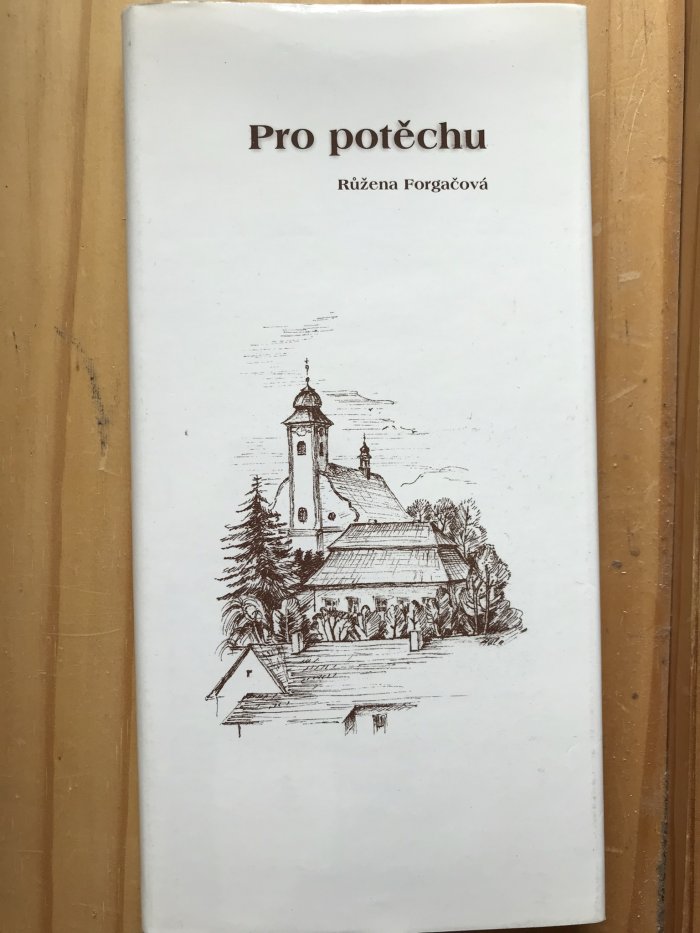 Pro potěchu
Růžena Forgačová